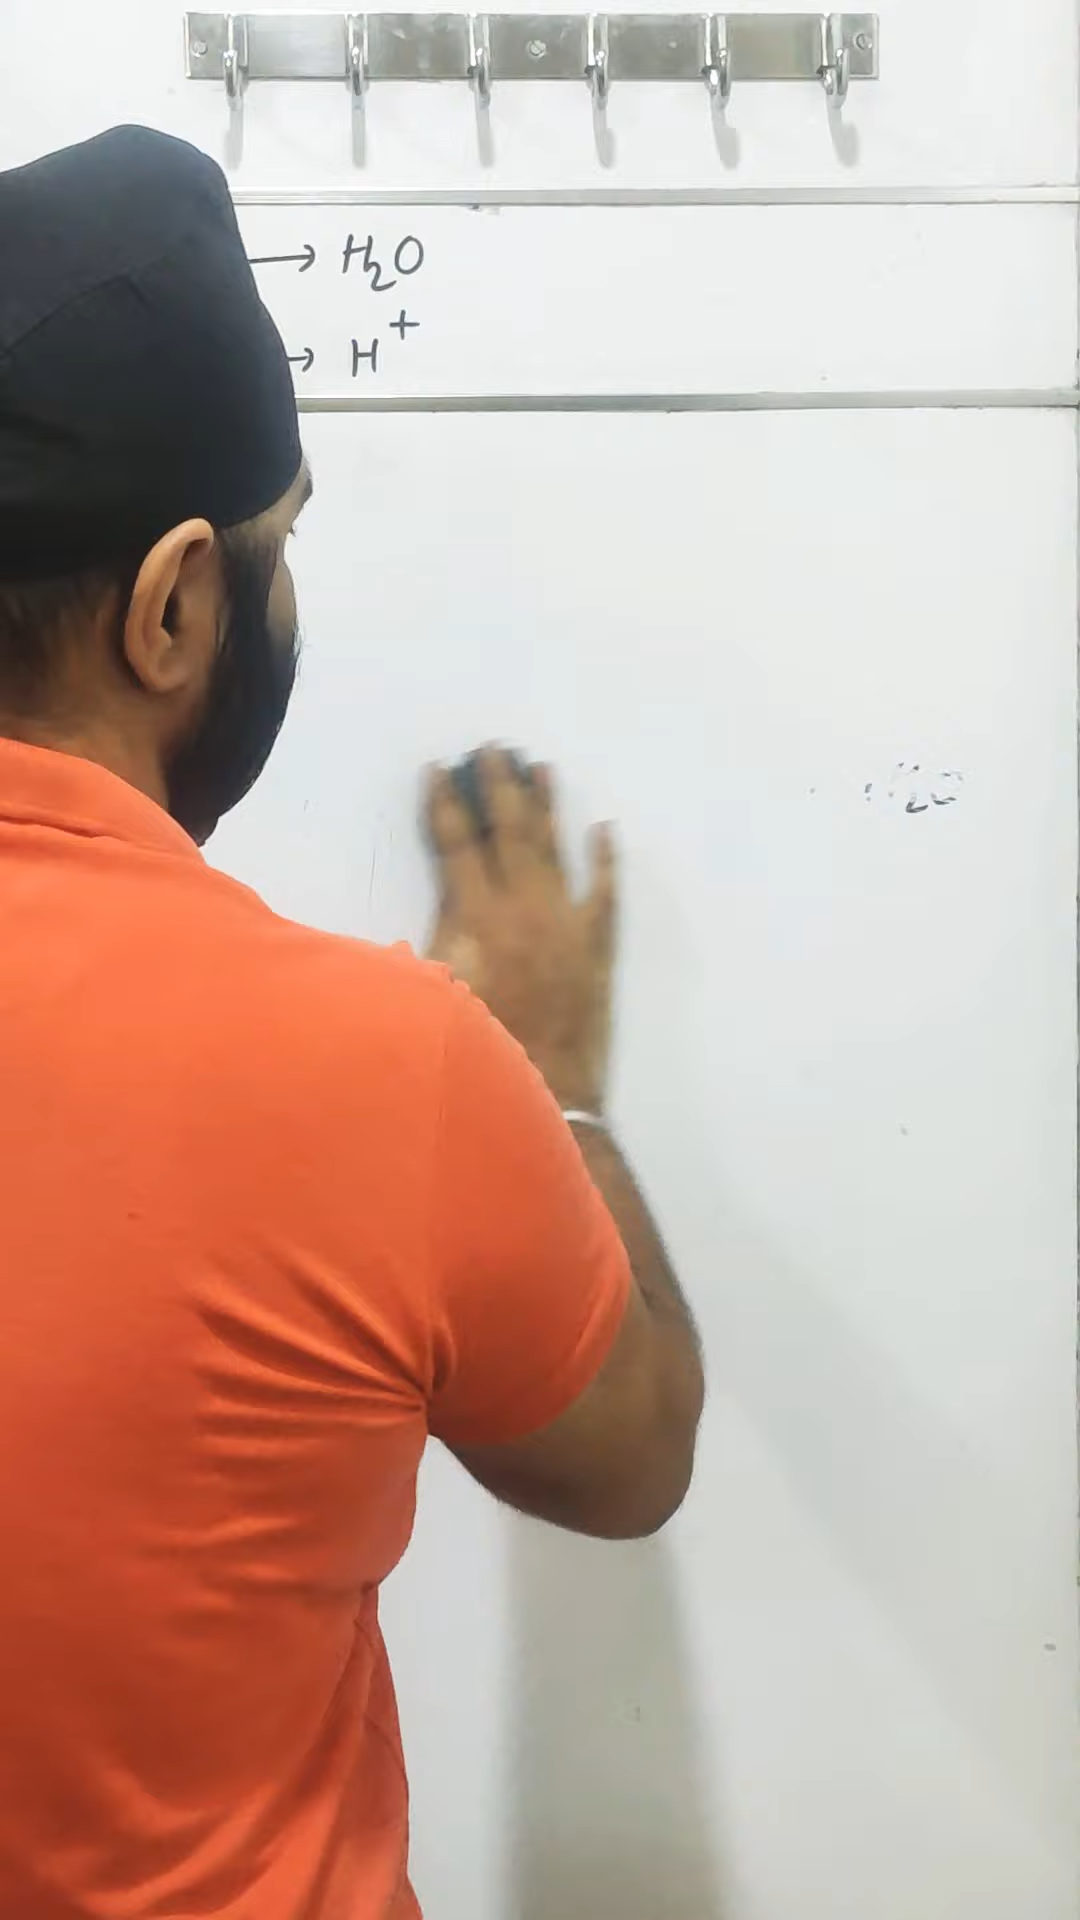 → H₂O
→ H⁺